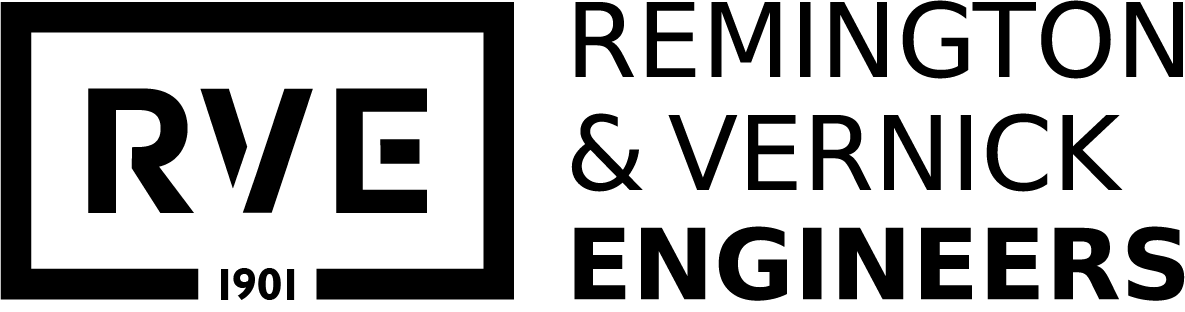 RVE
1901
REMINGTON
& VERNICK
ENGINEERS